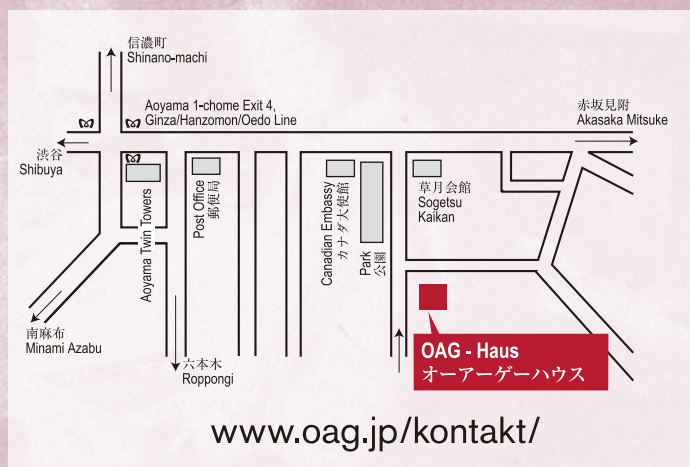 信濃町
Shinano-machi
Aoyama 1-chome Exit 4,
Ginza/Hanzomon/Oedo Line
赤坂見附
Akasaka Mitsuke
渋谷
Shibuya
Aoyama Twin Towers
Post Office
郵便局
Canadian Embassy
カナダ大使館
Park
公園
草月会館
Sogetsu
Kaikan
南麻布
Minami Azabu
六本木
Roppongi
OAG - Haus
オーアーゲーハウス
www.oag.jp/kontakt/